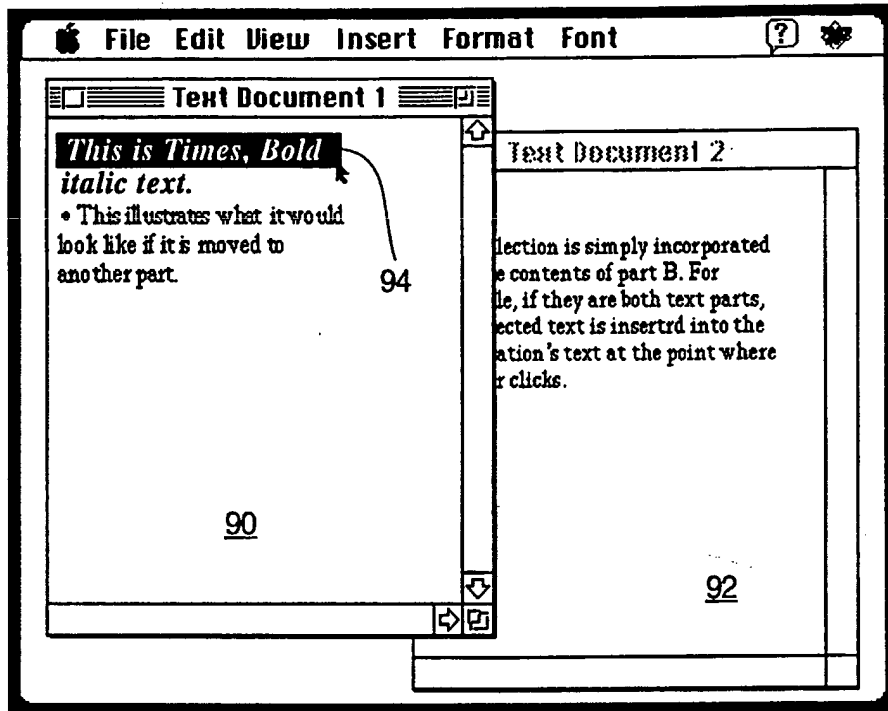 File Edit View Insert Format Font ?
Text Document 1
This is Times, Bold
italic text.
• This illustrates what it would
look like if it is moved to
another part.
94
90
Text Document 2
lection is simply incorporated
e contents of part B. For
le, if they are both text parts,
ected text is insertrd into the
ation's text at the point where
r clicks.
92